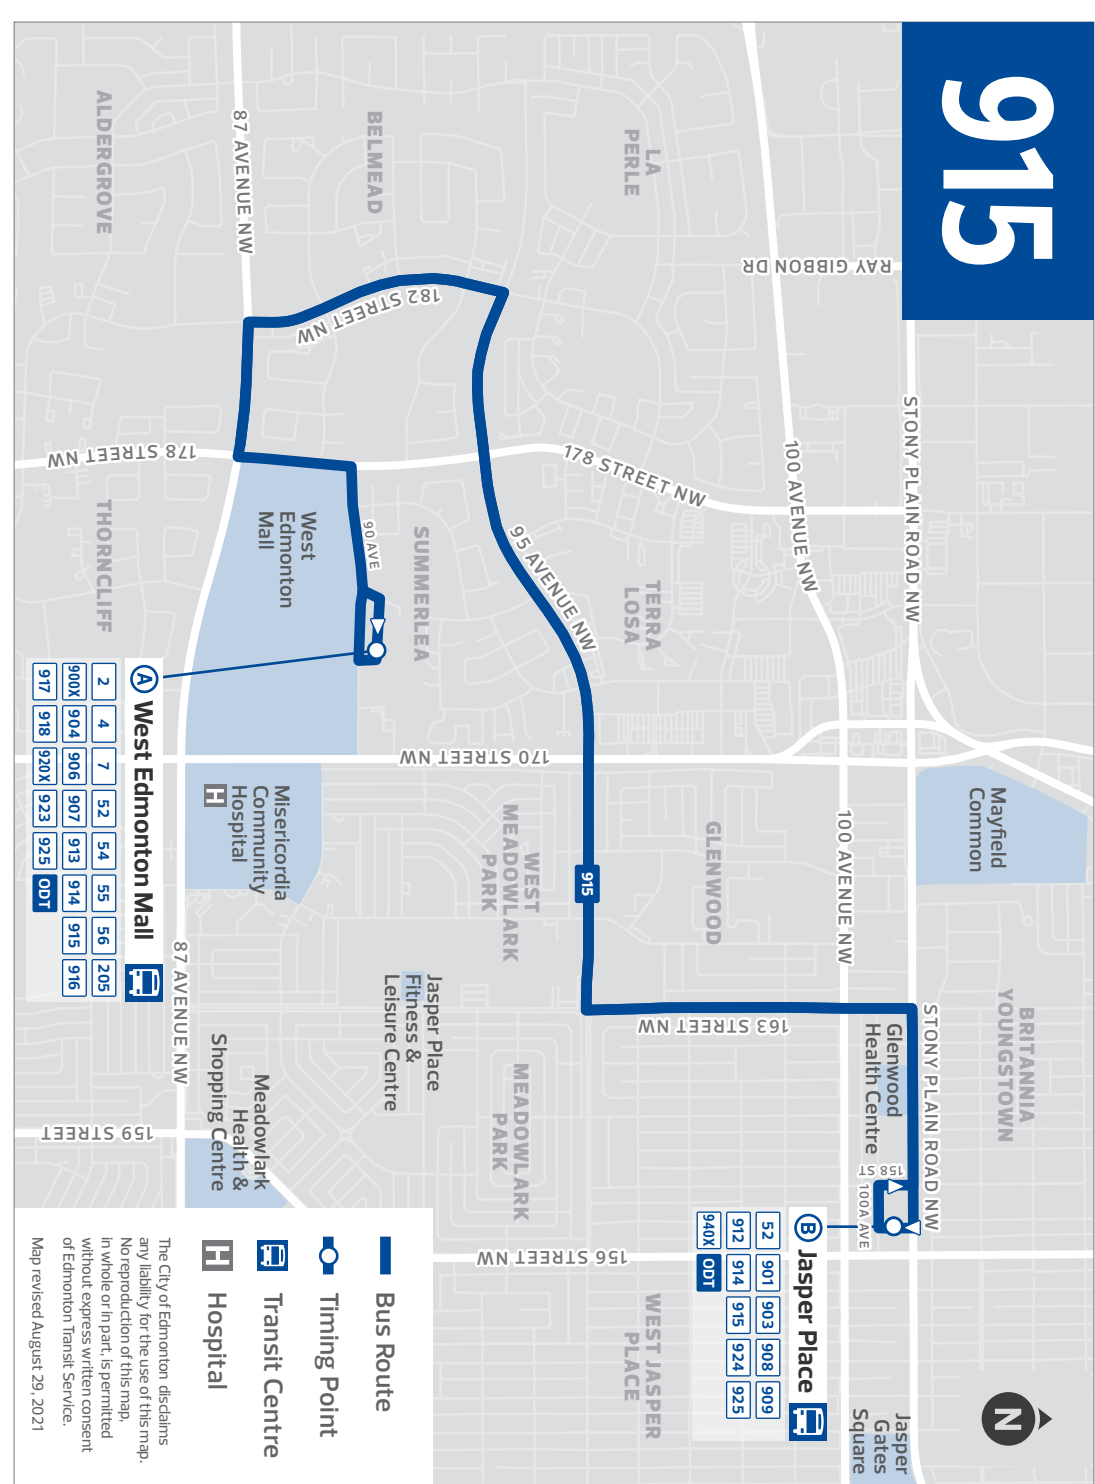 915
RAY GIBBON DR
STONY PLAIN ROAD NW
100 AVENUE NW
LA
PERLE
BELMEAD
87 AVENUE NW
ALDERGROVE
182 STREET NW
178 STREET NW
178 STREET NW
95 AVENUE NW
TERRA
LOSA
SUMMERLEA
90 AVE
West
Edmonton
Mall
THORNCLIFF
170 STREET NW
Mayfield
Common
100 AVENUE NW
GLENWOOD
915
WEST
MEADOWLARK
PARK
Misericordia
Community
Hospital
H
A West Edmonton Mall
2 4 7 52 54 55 56 205
900X 904 906 907 913 914 915 916
917 918 920X 923 925 ODT
BRITANNIA
YOUNGSTOWN
STONY PLAIN ROAD NW
Glenwood
Health Centre
163 STREET NW
158 ST
100A AVE
Jasper Place
Fitness &
Leisure Centre
MEADOWLARK
PARK
87 AVENUE NW
Meadowlark
Health &
Shopping Centre
159 STREET
156 STREET NW
B Jasper Place
52 901 903 908 909
912 914 915 924 925
940X ODT
WEST JASPER
PLACE
Jasper
Gates
Square
N
Bus Route
Timing Point
Transit Centre
H Hospital
The City of Edmonton disclaims
any liability for the use of this map.
No reproduction of this map,
in whole or in part, is permitted
without express written consent
of Edmonton Transit Service.
Map revised August 29, 2021